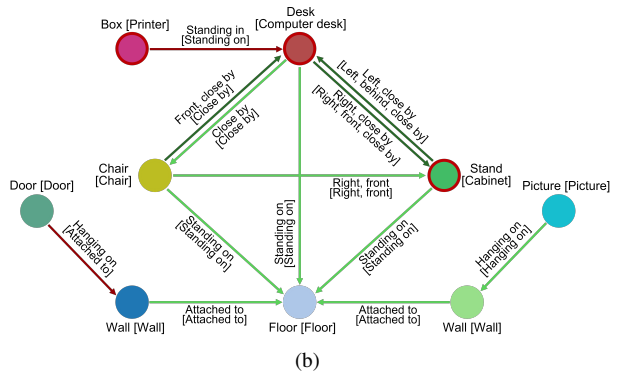 Desk
[Computer desk]
Box [Printer]
Standing in
[Standing on]
Front, close by
[Close by]
Close by
[Close by]
Left, close by
[Left, behind, close by]
Right, close by
[Right, front, close by]
Chair
[Chair]
Right, front
[Right, front]
Stand
[Cabinet]
Door [Door]
Picture [Picture]
Hanging on
[Attached to]
Standing on
[Standing on]
Standing on
[Standing on]
Standing on
[Standing on]
Hanging on
[Hanging on]
Attached to
[Attached to]
Attached to
[Attached to]
Wall [Wall]
Floor [Floor]
Wall [Wall]
(b)